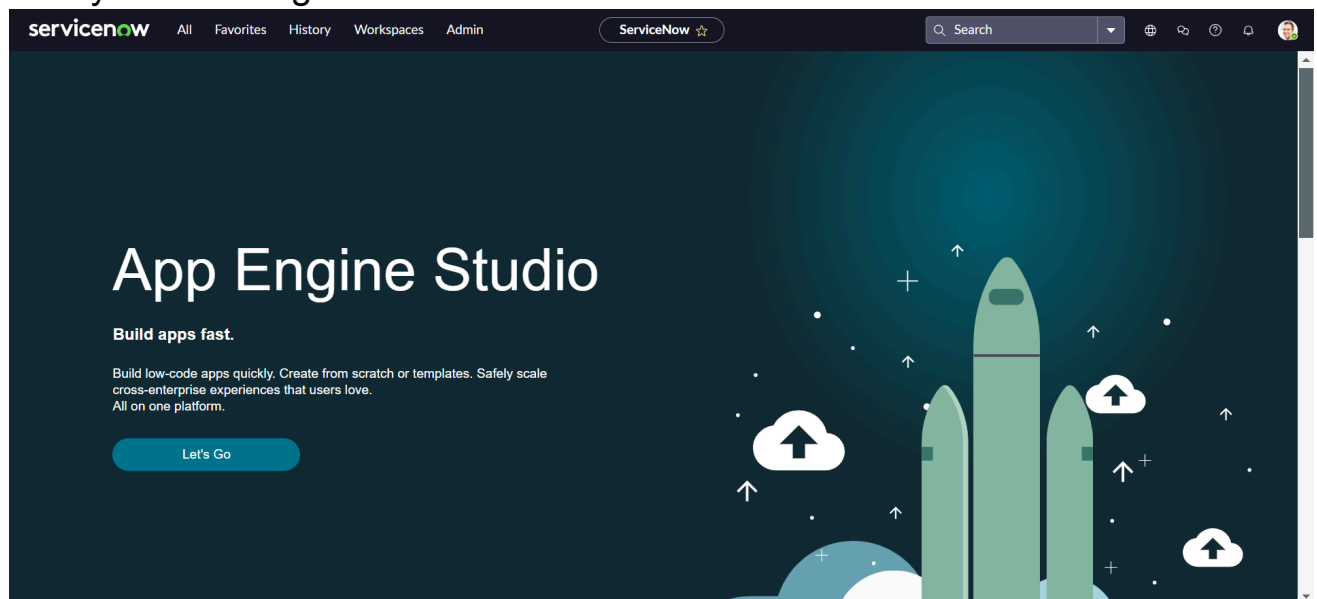 servicenow All Favorites History Workspaces Admin ServiceNow Search
App Engine Studio
Build apps fast.
Build low-code apps quickly. Create from scratch or templates. Safely scale
cross-enterprise experiences that users love.
All on one platform.
Let's Go